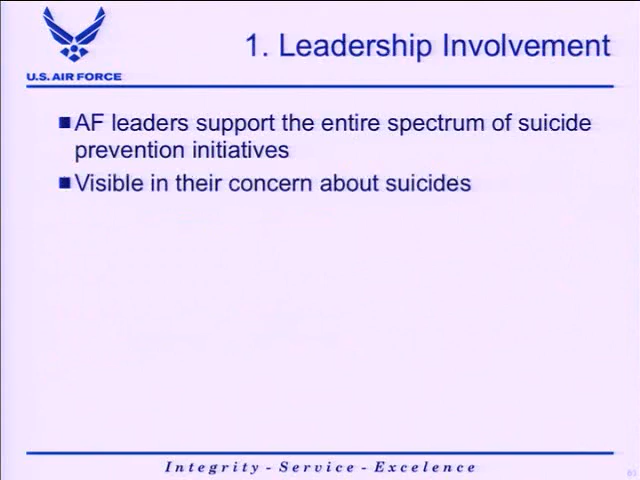 1. Leadership Involvement
U.S. AIR FORCE
■AF leaders support the entire spectrum of suicide
prevention initiatives
■Visible in their concern about suicides
Integrity - Service - Excelence